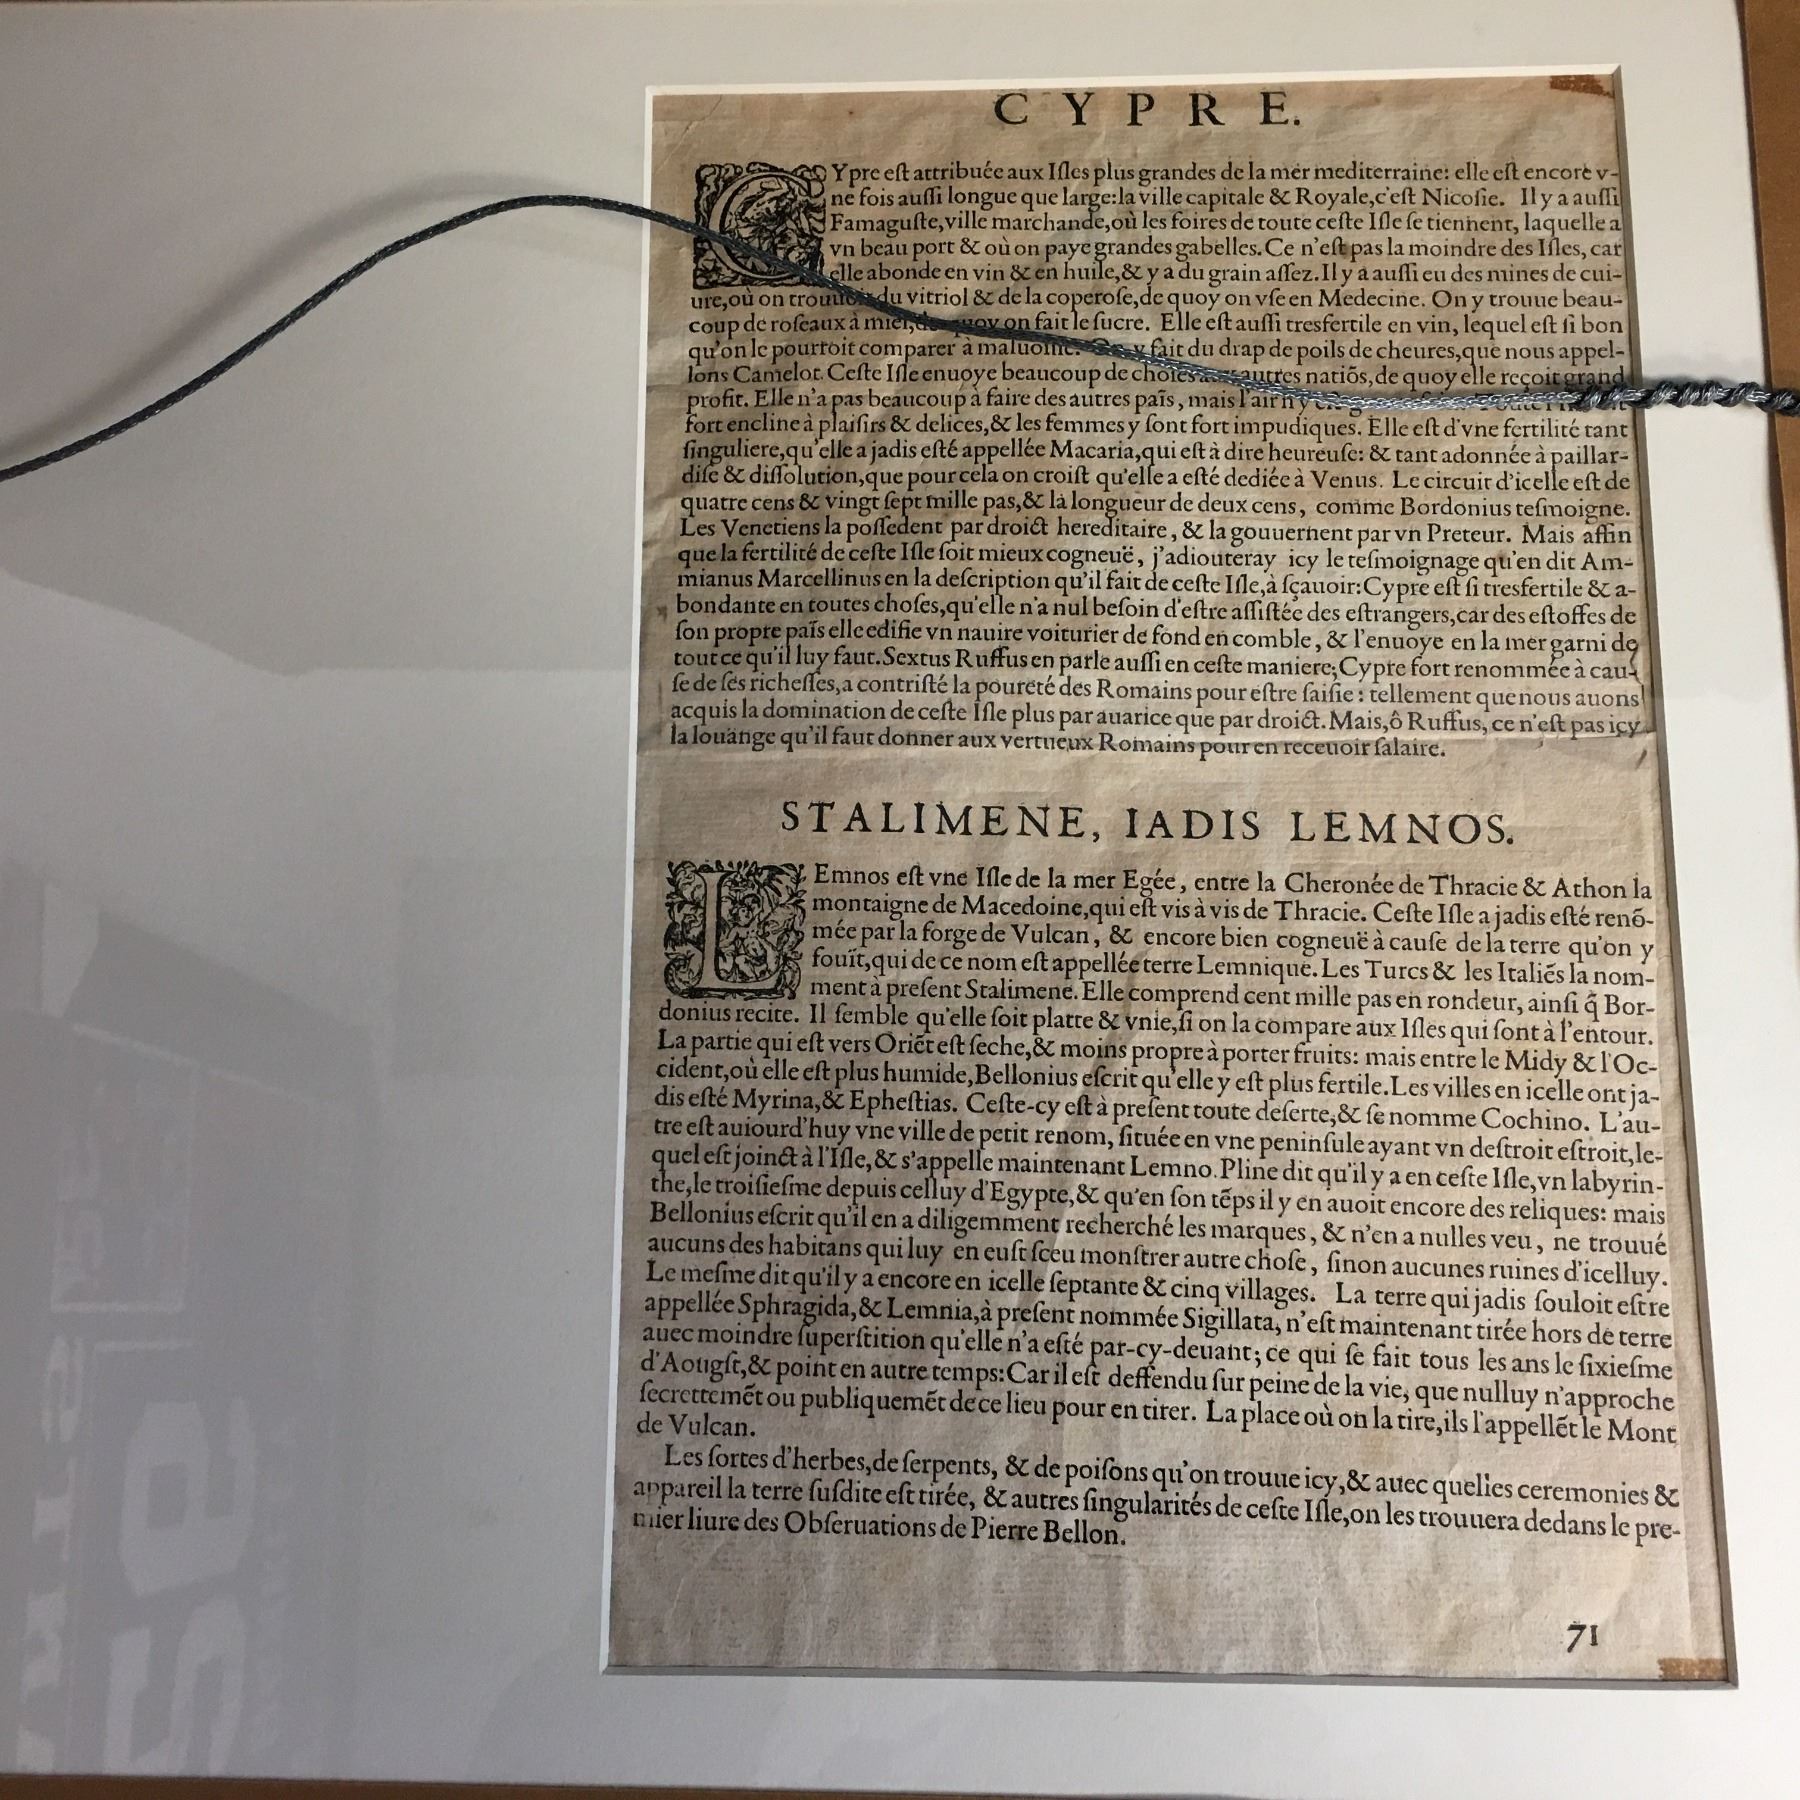 CYPRE.
CYpre eſt attribuée aux Iſles plus grandes de la mer mediterraine: elle eſt encore v-
ne fois auſſi longue que large:la ville capitale & Royale,c'eſt Nicoſie. Il y a auſſi
Famaguſte,ville marchande,où les foires de toute ceſte Iſle ſe tiennent, laquelle a
vn beau port & où on paye grandes gabelles. Ce n'eſt pas la moindre des Iſles, car
elle abonde en vin & en huile,& y a du grain aſſez. Il y a auſſi eu des mines de cui-
ure,où on trouuoit du vitriol & de la coperoſe,de quoy on vſe en Medecine. On y trouue beau-
coup de roſeaux à miel,de quoy on fait le ſucre. Elle eſt auſſi tresfertile en vin, lequel eſt ſi bon
qu'on le pourroit comparer à On y fait du drap de poils de cheures,que nous appel-
lons Camelot. Ceſte Iſle enuoye beaucoup de choſes aux autres natiõs,de quoy elle reçoit grand
profit. Elle n'a pas beaucoup à faire des autres païs, mais l'air n'y
fort encline à plaiſirs & delices,& les femmes y ſont fort impudiques. Elle eſt d'vne fertilité tant
ſinguliere,qu'elle a jadis eſté appellée Macaria,qui eſt à dire heureuſe: & tant adonnée à paillar-
diſe & diſſolution,que pour cela on croiſt qu'elle a eſté dediée à Venus. Le circuit d'icelle eſt de
quatre cens & vingt ſept mille pas,& la longueur de deux cens, comme Bordonius teſmoigne.
Les Venetiens la poſſedent par droict hereditaire, & la gouuernent par vn Preteur. Mais affin
que la fertilité de ceſte Iſle ſoit mieux cogneuë, j'adiouteray icy le teſmoignage qu'en dit Am-
mianus Marcellinus en la deſcription qu'il fait de ceſte Iſle,à ſçauoir: Cypre eſt ſi tresfertile & a-
bondante en toutes choſes,qu'elle n'a nul beſoin d'eſtre aſſiſtée des eſtrangers,car des eſtoffes de
ſon propre païs elle edifie vn nauire voiturier de fond en comble, & l'enuoye en la mer garni de
tout ce qu'il luy faut. Sextus Ruffus en parle auſſi en ceſte maniere; Cypre fort renommée à cau-
ſe de ſes richeſſes,a contriſté la poureté des Romains pour eſtre ſaiſie : tellement que nous auons
acquis la domination de ceſte Iſle plus par auarice que par droict. Mais,ô Ruffus, ce n'eſt pas icy
la louange qu'il faut donner aux vertueux Romains pour en receuoir ſalaire.
STALIMENE, IADIS LEMNOS.
LEmnos eſt vne Iſle de la mer Egée, entre la Cheronée de Thracie & Athon la
montaigne de Macedoine,qui eſt vis à vis de Thracie. Ceſte Iſle a jadis eſté renõ-
mée par la forge de Vulcan, & encore bien cogneuë à cauſe de la terre qu'on y
fouït,qui de ce nom eſt appellée terre Lemnique. Les Turcs & les Italiẽs la nom-
ment à preſent Stalimene. Elle comprend cent mille pas en rondeur, ainſi q̃ Bor-
donius recite. Il ſemble qu'elle ſoit platte & vnie,ſi on la compare aux Iſles qui ſont à l'entour.
La partie qui eſt vers Oriẽt eſt ſeche,& moins propre à porter fruits: mais entre le Midy & l'Oc-
cident,où elle eſt plus humide,Bellonius eſcrit qu'elle y eſt plus fertile. Les villes en icelle ont ja-
dis eſté Myrina,& Epheſtias. Ceſte-cy eſt à preſent toute deſerte,& ſe nomme Cochino. L'au-
tre eſt auiourd'huy vne ville de petit renom, ſituée en vne peninſule ayant vn deſtroit eſtroit,le-
quel eſt joinct à l'Iſle,& s'appelle maintenant Lemno. Pline dit qu'il y a en ceſte Iſle,vn labyrin-
the,le troiſieſme depuis celluy d'Egypte,& qu'en ſon tẽps il y en auoit encore des reliques: mais
Bellonius eſcrit qu'il en a diligemment recherché les marques, & n'en a nulles veu, ne trouué
aucuns des habitans qui luy en euſt ſceu monſtrer autre choſe, ſinon aucunes ruines d'icelluy.
Le meſme dit qu'il y a encore en icelle ſeptante & cinq villages. La terre qui jadis ſouloit eſtre
appellée Sphragida,& Lemnia,à preſent nommée Sigillata, n'eſt maintenant tirée hors de terre
auec moindre ſuperſtition qu'elle n'a eſté par-cy-deuant; ce qui ſe fait tous les ans le ſixieſme
d'Aougſt,& point en autre temps: Car il eſt deffendu ſur peine de la vie, que nulluy n'approche
ſecrettemẽt ou publiquemẽt de ce lieu pour en tirer. La place où on la tire,ils l'appellẽt le Mont
de Vulcan.
Les ſortes d'herbes,de ſerpents, & de poiſons qu'on trouue icy,& auec quelles ceremonies &
appareil la terre ſuſdite eſt tirée, & autres ſingularités de ceſte Iſle,on les trouuera dedans le pre-
mier liure des Obſeruations de Pierre Bellon.
71